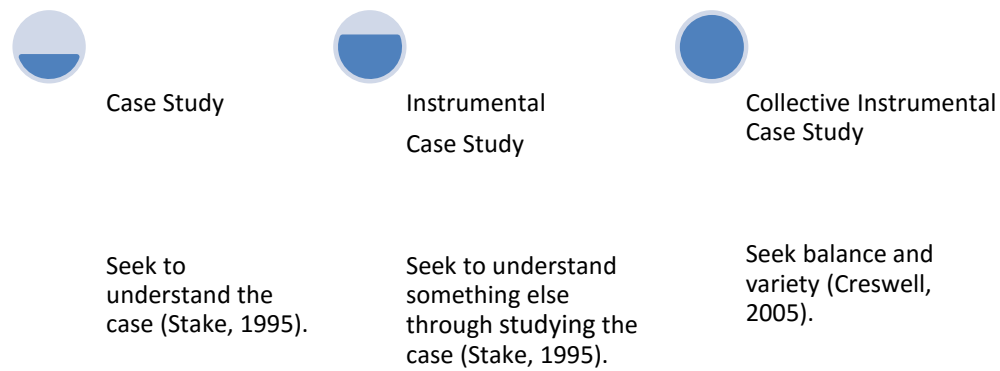 Case Study
Instrumental
Case Study
Collective Instrumental
Case Study
Seek to
understand the
case (Stake, 1995).
Seek to understand
something else
through studying the
case (Stake, 1995).
Seek balance and
variety (Creswell,
2005).